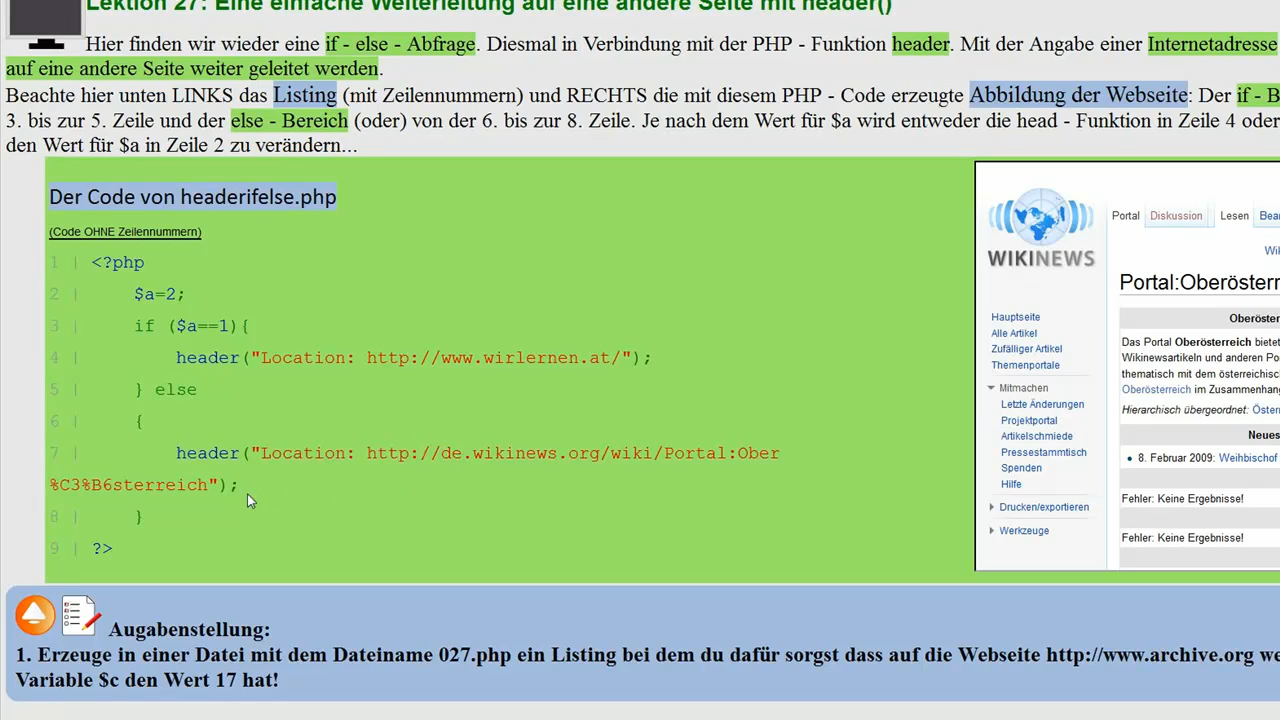 Lektion 27: Eine einfache Weiterleitung auf eine andere Seite mit header()
Hier finden wir wieder eine if - else - Abfrage. Diesmal in Verbindung mit der PHP - Funktion header. Mit der Angabe einer Internetadresse
auf eine andere Seite weiter geleitet werden.
Beachte hier unten LINKS das Listing (mit Zeilennummern) und RECHTS die mit diesem PHP - Code erzeugte Abbildung der Webseite: Der if - B
3. bis zur 5. Zeile und der else - Bereich (oder) von der 6. bis zur 8. Zeile. Je nach dem Wert für $a wird entweder die head - Funktion in Zeile 4 oder
den Wert für $a in Zeile 2 zu verändern...
Der Code von headerifelse.php
(Code OHNE Zeilennummern)
1 | <?php
2 | $a=2;
3 | if ($a==1){
4 | header("Location: http://www.wirlernen.at/");
5 | } else
6 | {
7 | header("Location: http://de.wikinews.org/wiki/Portal:Ober
%C3%B6sterreich");
8 | }
9 | ?>
WIKINEWS
Hauptseite
Alle Artikel
Zufälliger Artikel
Themenportale
Mitmachen
Letzte Änderungen
Projektportal
Artikelschmiede
Pressestammtisch
Spenden
Hilfe
Drucken/exportieren
Werkzeuge
Portal Diskussion Lesen Bea
Wi
Portal:Oberösterr
Oberöster
Das Portal Oberösterreich bietet
Wikinewsartikeln und anderen Po
thematisch mit dem österreichisc
Oberösterreich im Zusammenhang
Hierarchisch übergeordnet: Öster
Neues
8. Februar 2009: Weihbischof
Fehler: Keine Ergebnisse!
Fehler: Keine Ergebnisse!
Augabenstellung:
1. Erzeuge in einer Datei mit dem Dateiname 027.php ein Listing bei dem du dafür sorgst dass auf die Webseite http://www.archive.org we
Variable $c den Wert 17 hat!